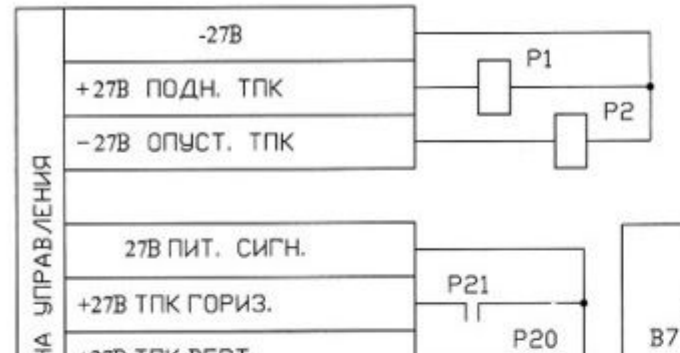 -27В
+27В ПОДН. ТПК
-27В ОПУСТ. ТПК
27В ПИТ. СИГН.
+27В ТПК ГОРИЗ.
НА УПРАВЛЕНИЯ
Р1
Р2
Р21
Р20
В7